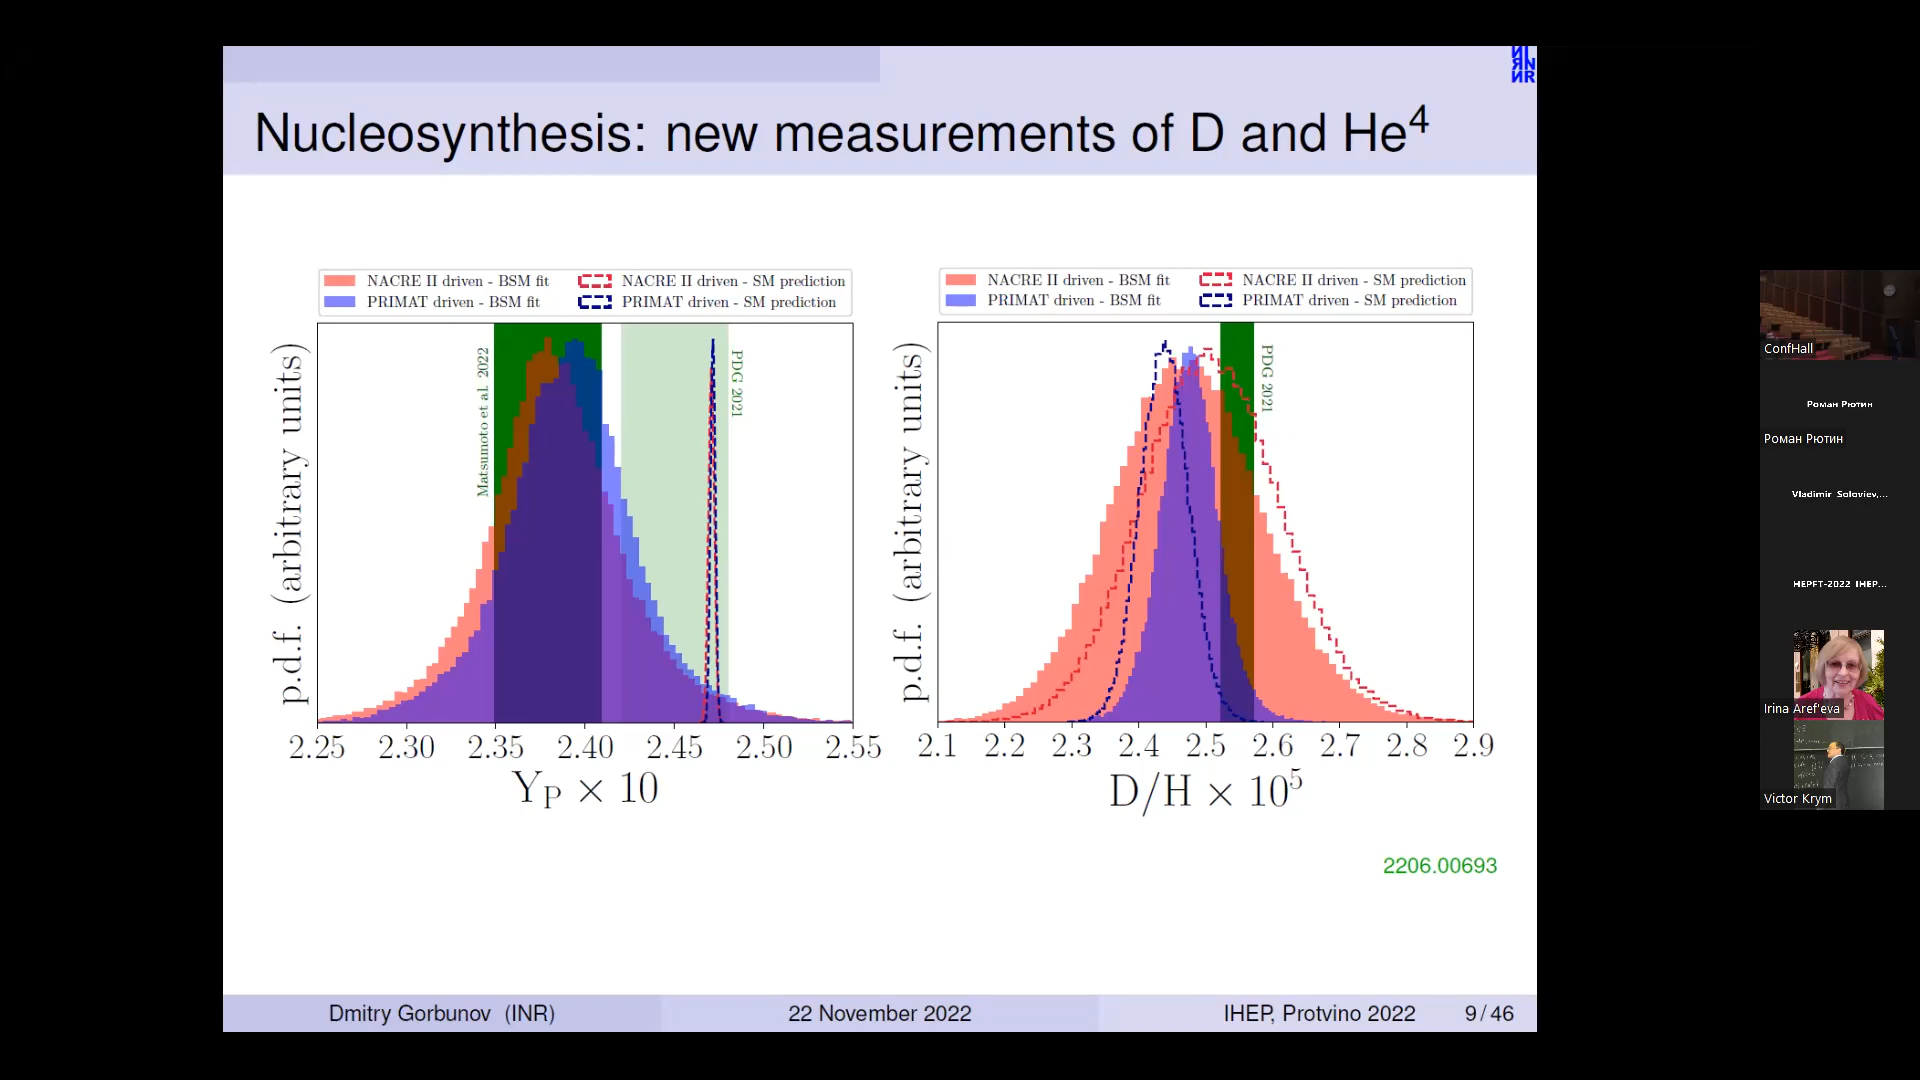 ИI
ЯN
ИR
Nucleosynthesis: new measurements of D and He⁴
NACRE II driven - BSM fit
NACRE II driven - SM prediction
PRIMAT driven - BSM fit
PRIMAT driven - SM prediction
p.d.f. (arbitrary units)
Matsumoto et al. 2022
PDG 2021
2.25 2.30 2.35 2.40 2.45 2.50 2.55
Y_P × 10
NACRE II driven - BSM fit
NACRE II driven - SM prediction
PRIMAT driven - BSM fit
PRIMAT driven - SM prediction
p.d.f. (arbitrary units)
PDG 2021
2.1 2.2 2.3 2.4 2.5 2.6 2.7 2.8 2.9
D/H × 10⁵
2206.00693
Dmitry Gorbunov (INR)
22 November 2022
IHEP, Protvino 2022
9 / 46
ConfHall
Роман Рютин
Роман Рютин
Vladimir Soloviev,...
HEPFT-2022 IHEP...
Irina Aref'eva
Victor Krym